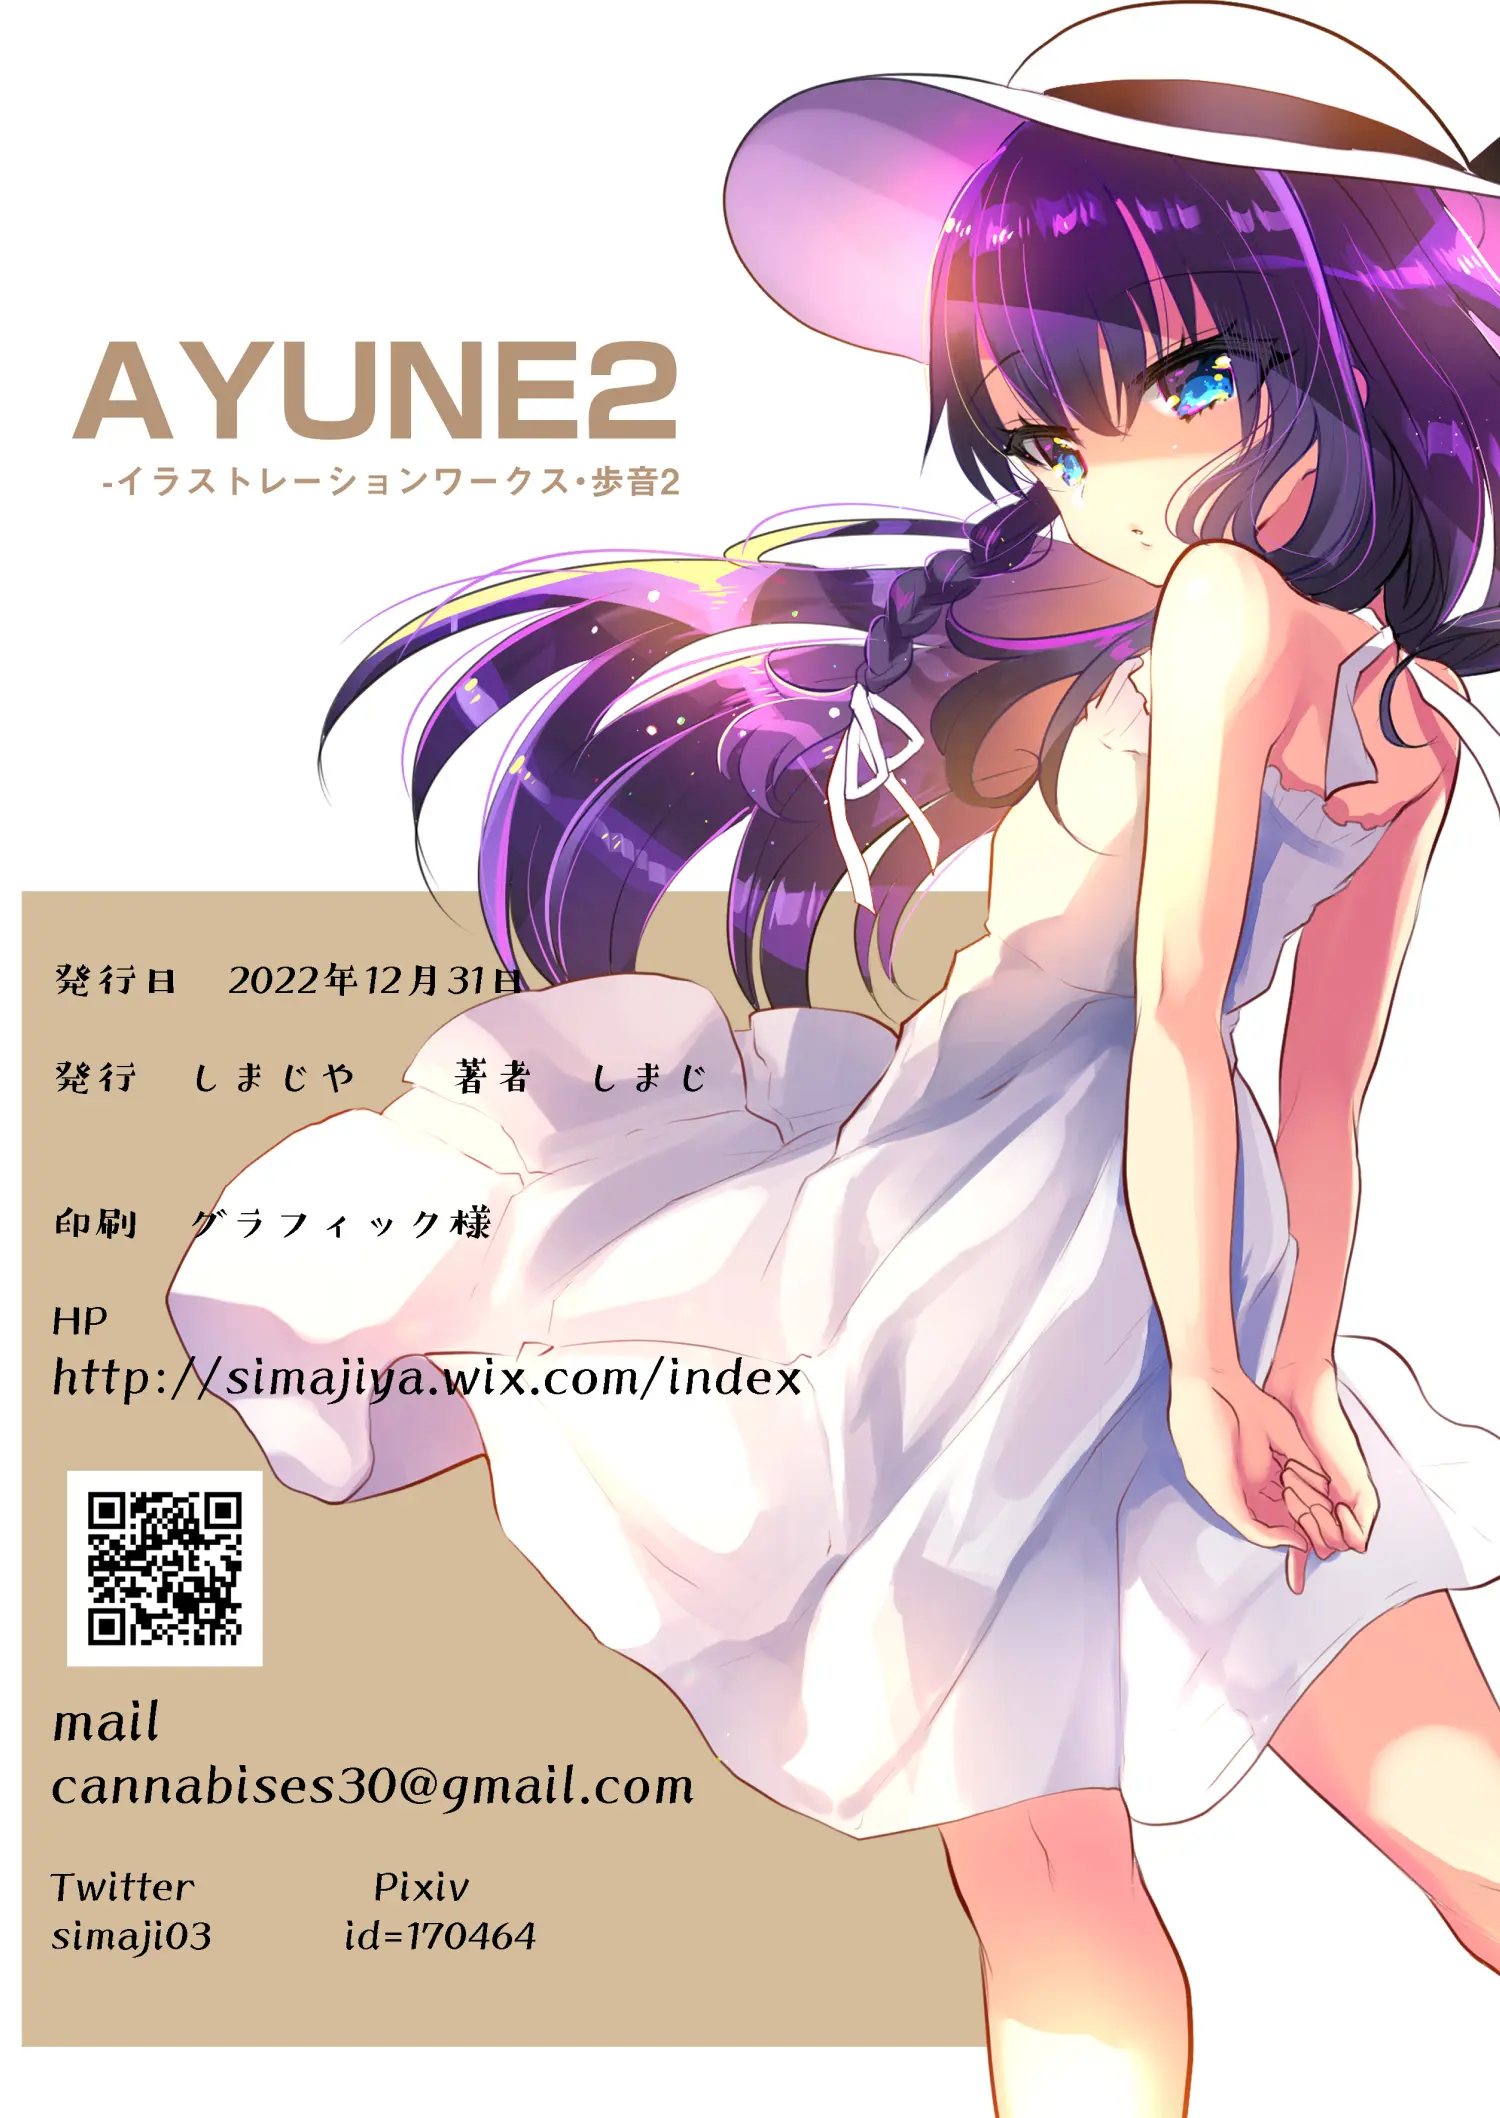 AYUNE2
-イラストレーションワークス・歩音2
発行日　2022年12月31日
発行　しまじや　　著者　しまじ
印刷　グラフィック様
HP
http://simajiya.wix.com/index
mail
cannabises30@gmail.com
Twitter　Pixiv
simaji03　id=170464